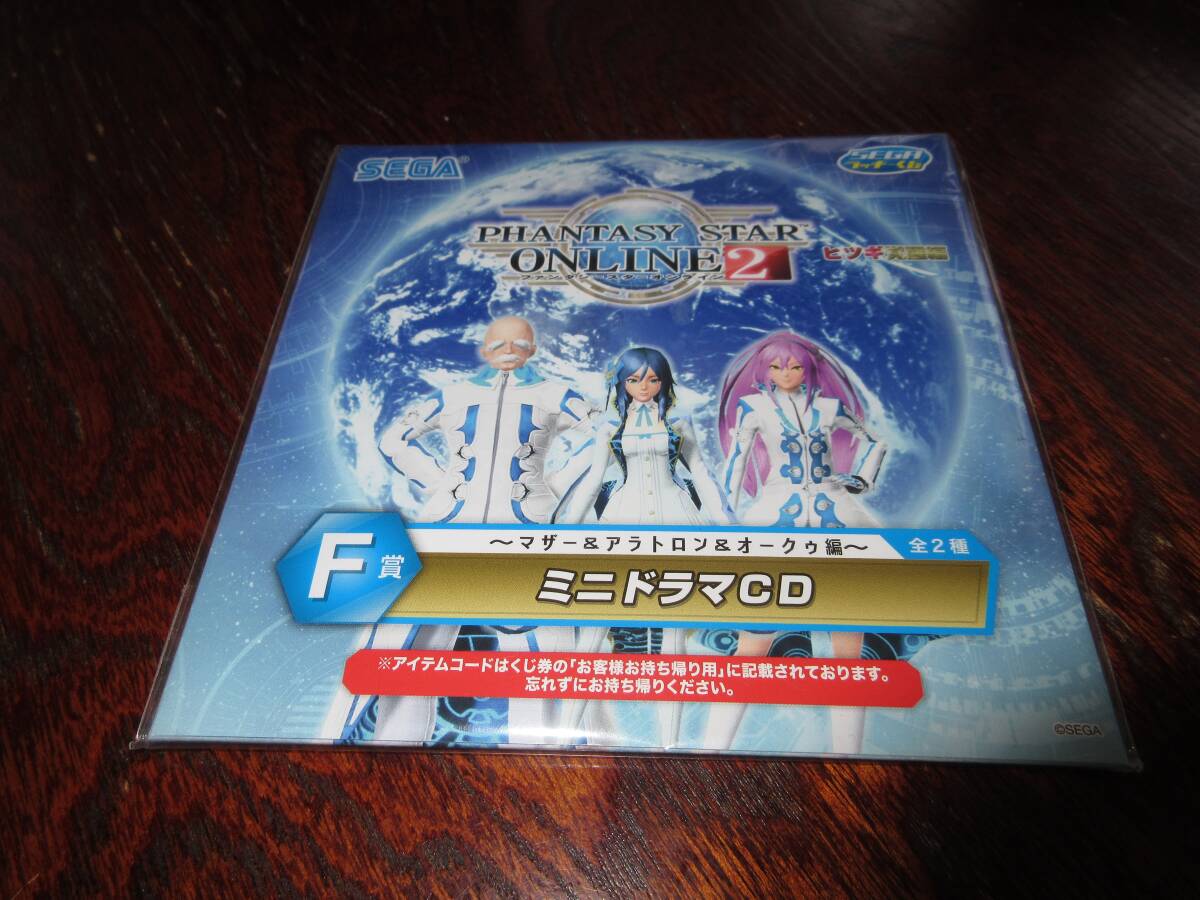 SEGA®
SEGA
ラッキーくじ
PHANTASY STAR™
ONLINE 2
ファンタシースターオンライン2
ヒツギ
F賞
～マザー＆アラトロン＆オークゥ編～
全2種
ミニドラマCD
※アイテムコードはくじ券の「お客様お持ち帰り用」に記載されております。
忘れずにお持ち帰りください。
©SEGA